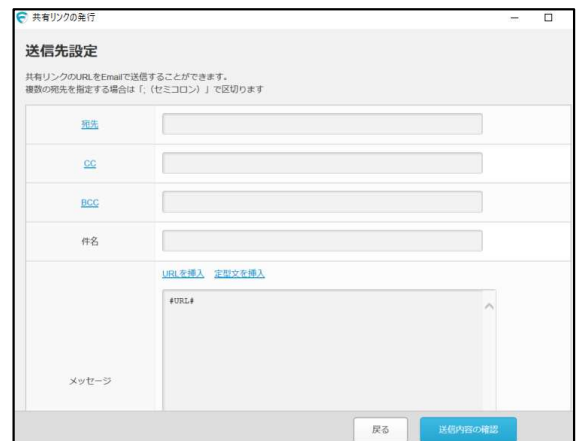 共有リンクの発行
送信先設定
共有リンクのURLをEmailで送信することができます。
複数の宛先を指定する場合は「;（セミコロン）」で区切ります
宛先
CC
BCC
件名
URLを挿入 定型文を挿入
#URL#
メッセージ
戻る 送信内容の確認